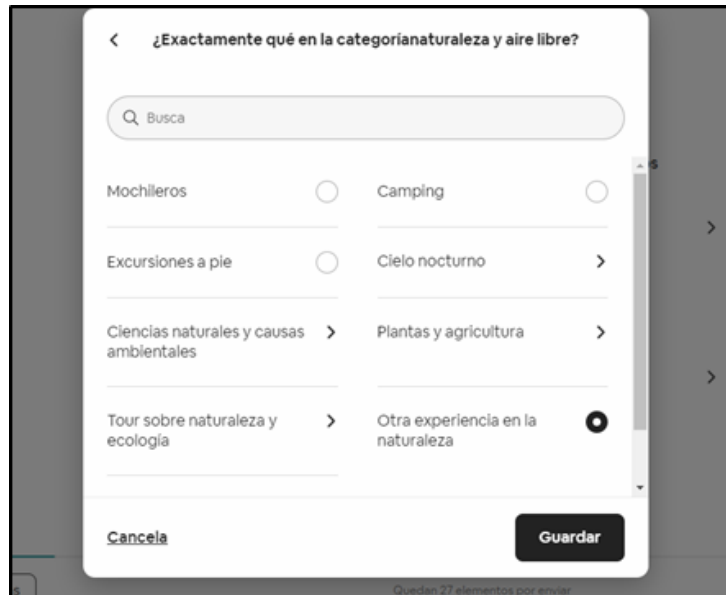 ¿Exactamente qué en la categoríanaturaleza y aire libre?
Busca
Mochileros
Camping
Excursiones a pie
Cielo nocturno
Ciencias naturales y causas
ambientales
Plantas y agricultura
Tour sobre naturaleza y
ecología
Otra experiencia en la
naturaleza
Cancela
Guardar
Quedan 27 elementos por enviar